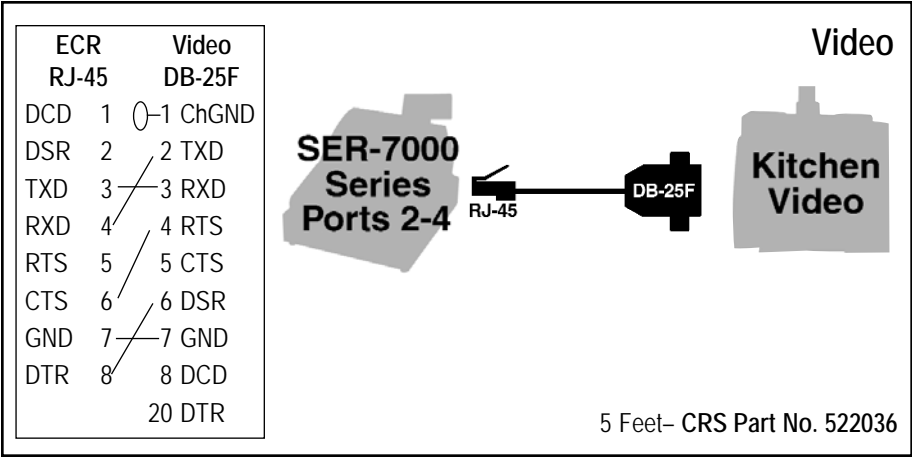 Video
ECR Video
RJ-45 DB-25F
DCD 1 1 ChGND
DSR 2 2 TXD
TXD 3 3 RXD
RXD 4 4 RTS
RTS 5 5 CTS
CTS 6 6 DSR
GND 7 7 GND
DTR 8 8 DCD
20 DTR
SER-7000
Series
Ports 2-4
RJ-45
DB-25F
Kitchen
Video
5 Feet– CRS Part No. 522036